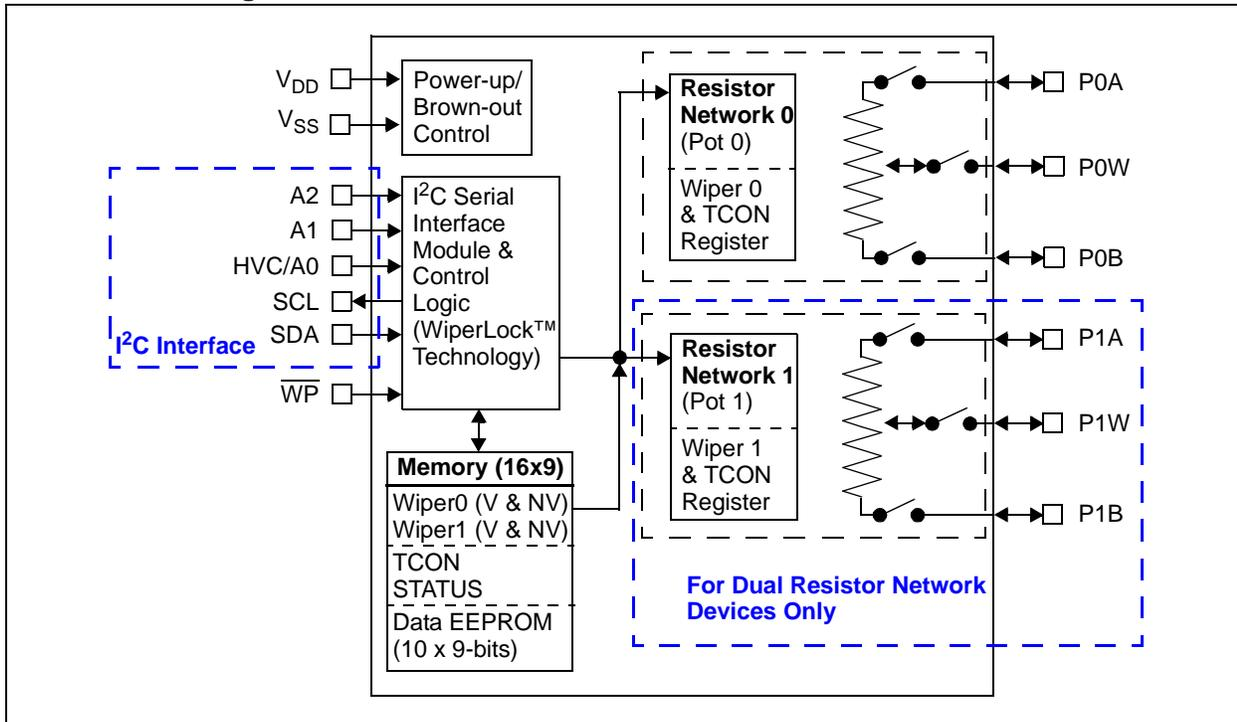 V_DD
V_SS
Power-up/
Brown-out
Control
A2
A1
HVC/A0
SCL
SDA
I²C Interface
W̅P̅
I²C Serial
Interface
Module &
Control
Logic
(WiperLock™
Technology)
Memory (16x9)
Wiper0 (V & NV)
Wiper1 (V & NV)
TCON
STATUS
Data EEPROM
(10 x 9-bits)
Resistor
Network 0
(Pot 0)
Wiper 0
& TCON
Register
P0A
P0W
P0B
Resistor
Network 1
(Pot 1)
Wiper 1
& TCON
Register
P1A
P1W
P1B
For Dual Resistor Network
Devices Only